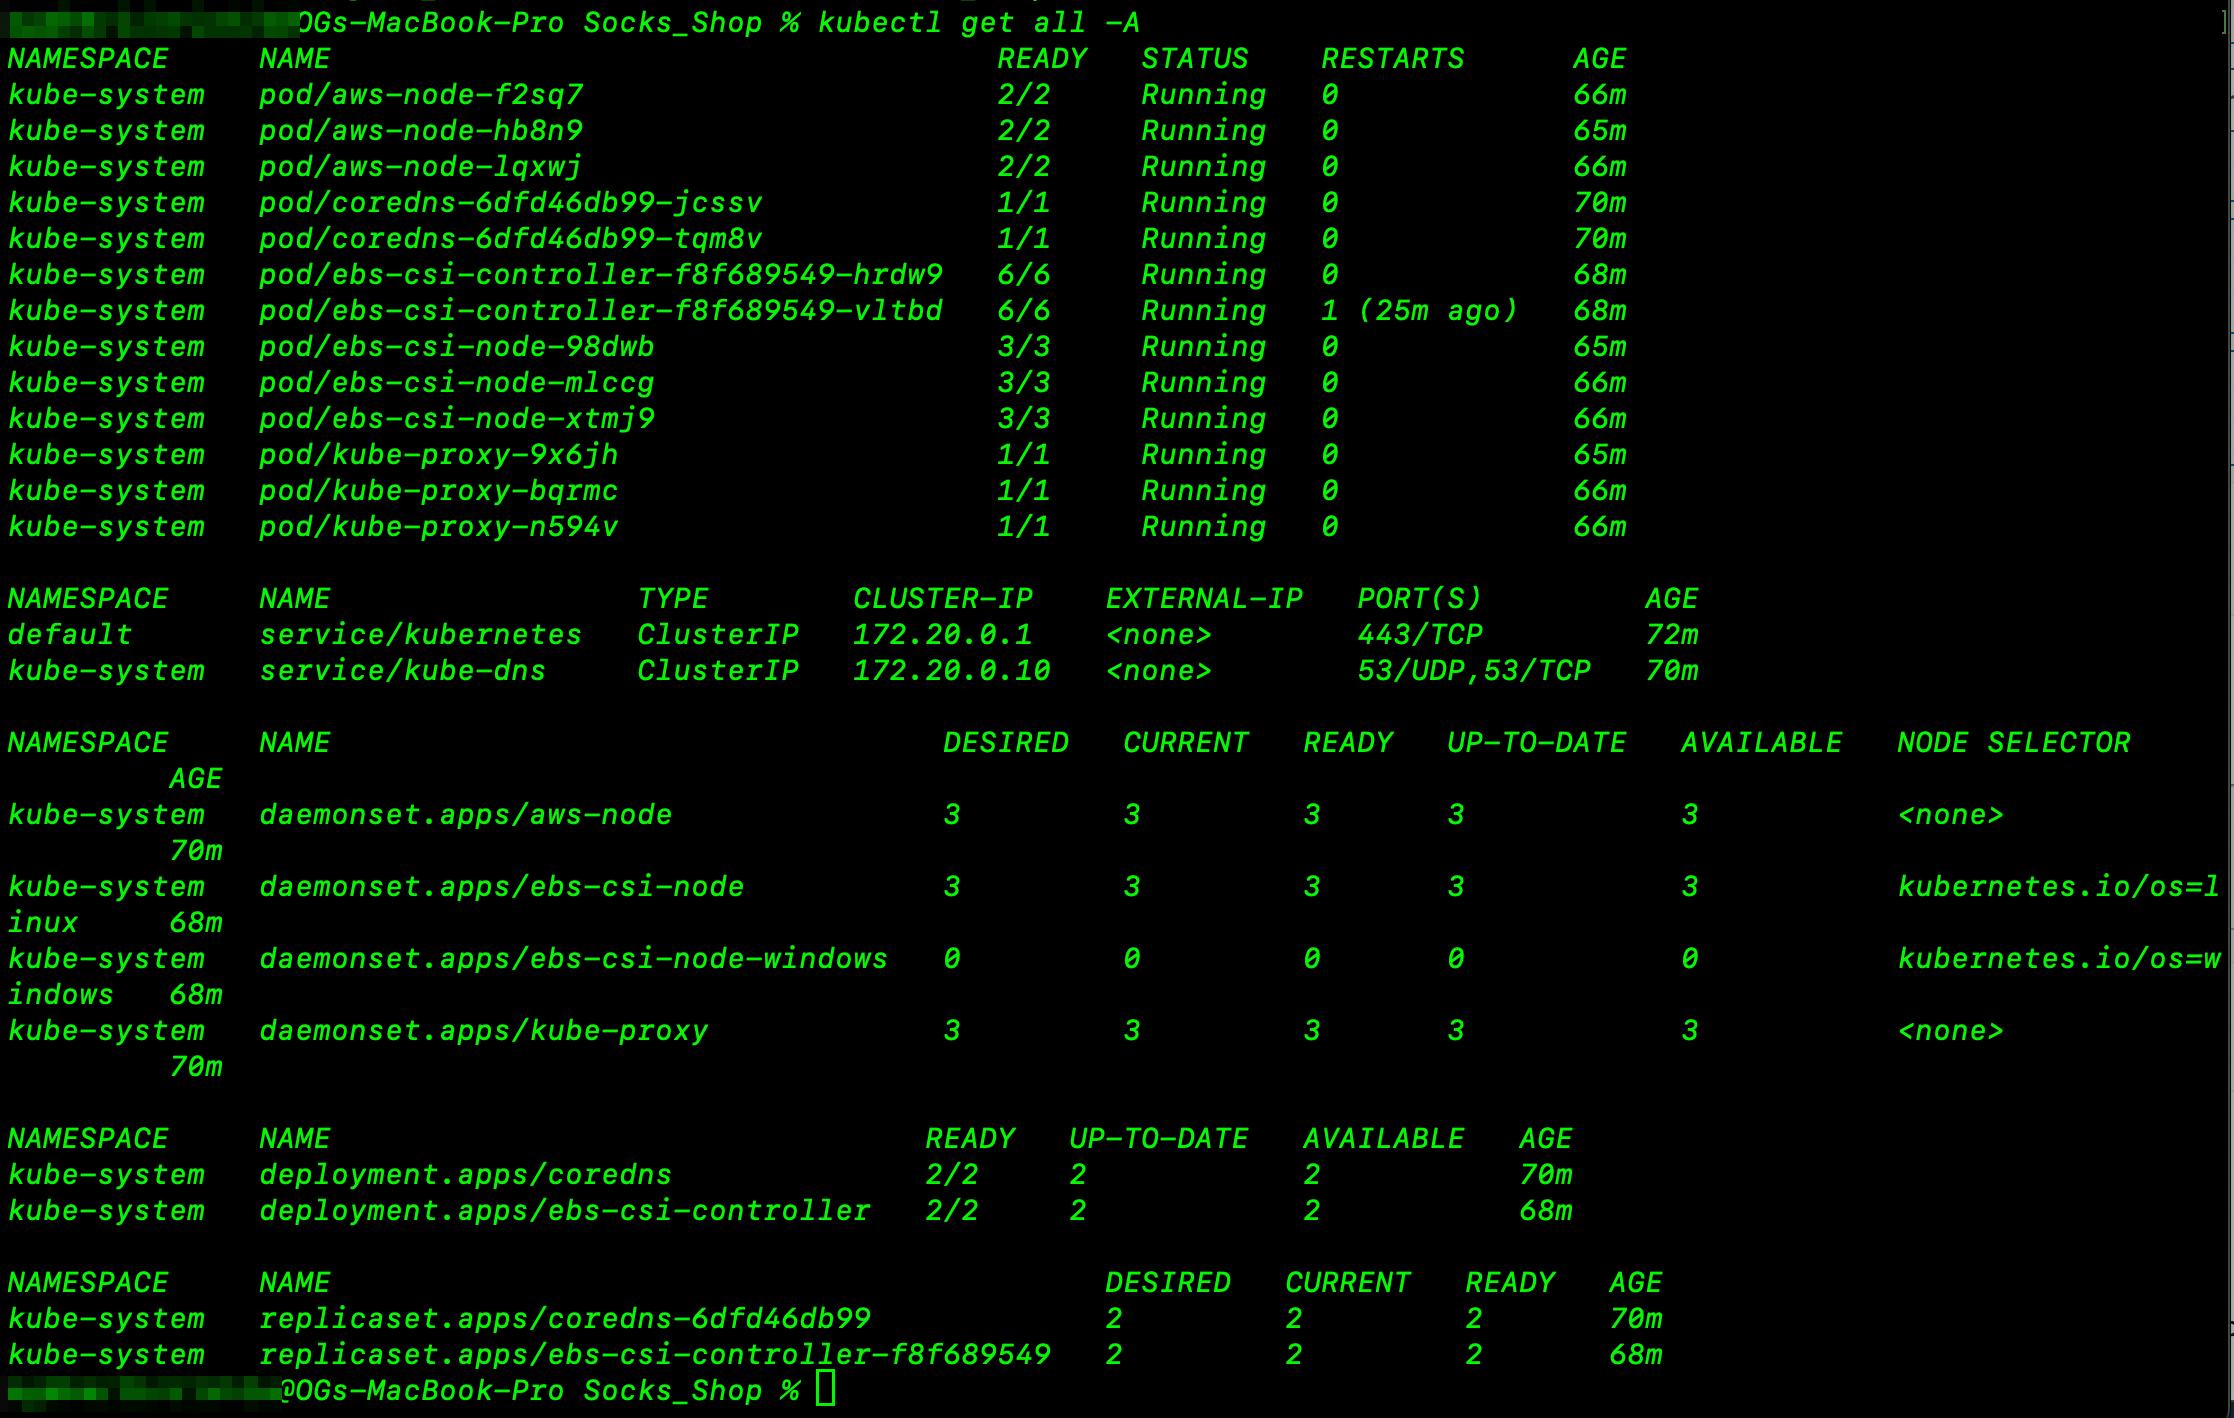 OGs-MacBook-Pro Socks_Shop % kubectl get all -A
NAMESPACE NAME READY STATUS RESTARTS AGE
kube-system pod/aws-node-f2sq7 2/2 Running 0 66m
kube-system pod/aws-node-hb8n9 2/2 Running 0 65m
kube-system pod/aws-node-lqxwj 2/2 Running 0 66m
kube-system pod/coredns-6dfd46db99-jcssv 1/1 Running 0 70m
kube-system pod/coredns-6dfd46db99-tqm8v 1/1 Running 0 70m
kube-system pod/ebs-csi-controller-f8f689549-hrdw9 6/6 Running 0 68m
kube-system pod/ebs-csi-controller-f8f689549-vltbd 6/6 Running 1 (25m ago) 68m
kube-system pod/ebs-csi-node-98dwb 3/3 Running 0 65m
kube-system pod/ebs-csi-node-mlccg 3/3 Running 0 66m
kube-system pod/ebs-csi-node-xtmj9 3/3 Running 0 66m
kube-system pod/kube-proxy-9x6jh 1/1 Running 0 65m
kube-system pod/kube-proxy-bqrmc 1/1 Running 0 66m
kube-system pod/kube-proxy-n594v 1/1 Running 0 66m
NAMESPACE NAME TYPE CLUSTER-IP EXTERNAL-IP PORT(S) AGE
default service/kubernetes ClusterIP 172.20.0.1 <none> 443/TCP 72m
kube-system service/kube-dns ClusterIP 172.20.0.10 <none> 53/UDP,53/TCP 70m
NAMESPACE NAME DESIRED CURRENT READY UP-TO-DATE AVAILABLE NODE SELECTOR
AGE
kube-system daemonset.apps/aws-node 3 3 3 3 3 <none>
70m
kube-system daemonset.apps/ebs-csi-node 3 3 3 3 3 kubernetes.io/os=l
inux 68m
kube-system daemonset.apps/ebs-csi-node-windows 0 0 0 0 0 kubernetes.io/os=w
indows 68m
kube-system daemonset.apps/kube-proxy 3 3 3 3 3 <none>
70m
NAMESPACE NAME READY UP-TO-DATE AVAILABLE AGE
kube-system deployment.apps/coredns 2/2 2 2 70m
kube-system deployment.apps/ebs-csi-controller 2/2 2 2 68m
NAMESPACE NAME DESIRED CURRENT READY AGE
kube-system replicaset.apps/coredns-6dfd46db99 2 2 2 70m
kube-system replicaset.apps/ebs-csi-controller-f8f689549 2 2 2 68m
@OGs-MacBook-Pro Socks_Shop %